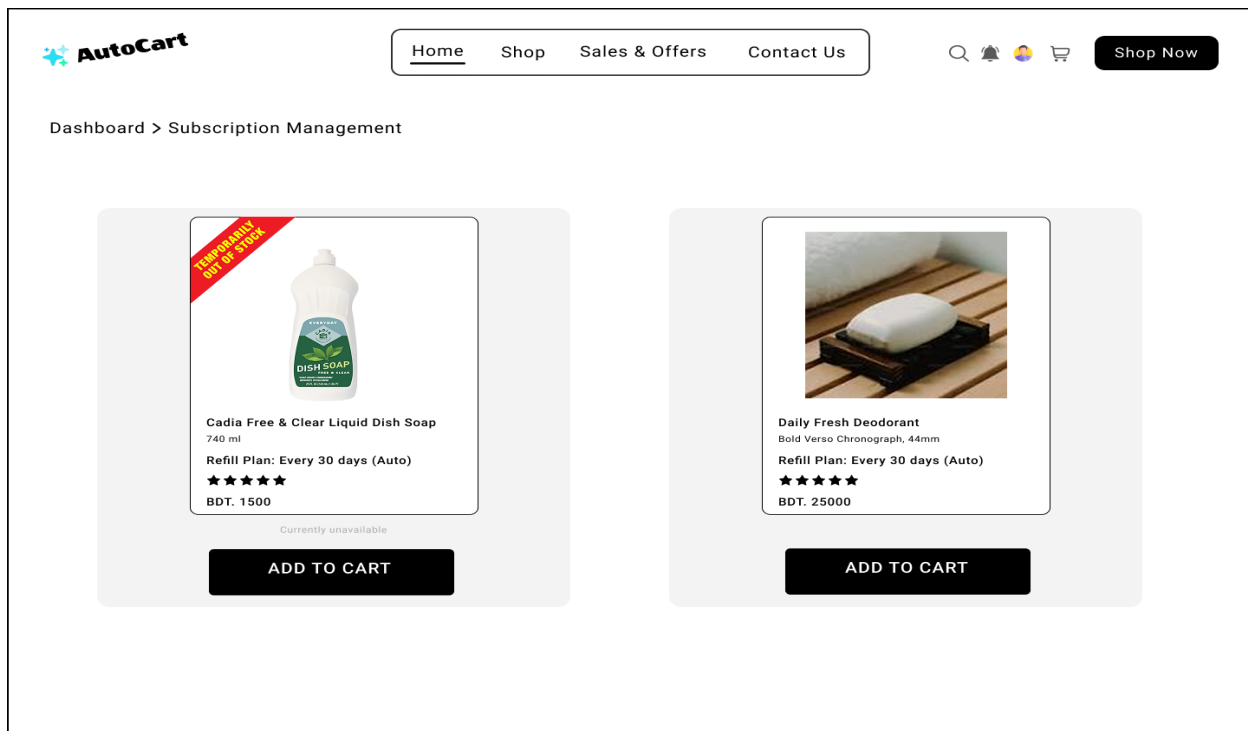 AutoCart
Home Shop Sales & Offers Contact Us
Shop Now
Dashboard > Subscription Management
TEMPORARILY
OUT OF STOCK
EVERYDAY
DISH SOAP
FREE & CLEAR
Cadia Free & Clear Liquid Dish Soap
740 ml
Refill Plan: Every 30 days (Auto)
BDT. 1500
Currently unavailable
ADD TO CART
Daily Fresh Deodorant
Bold Verso Chronograph, 44mm
Refill Plan: Every 30 days (Auto)
BDT. 25000
ADD TO CART